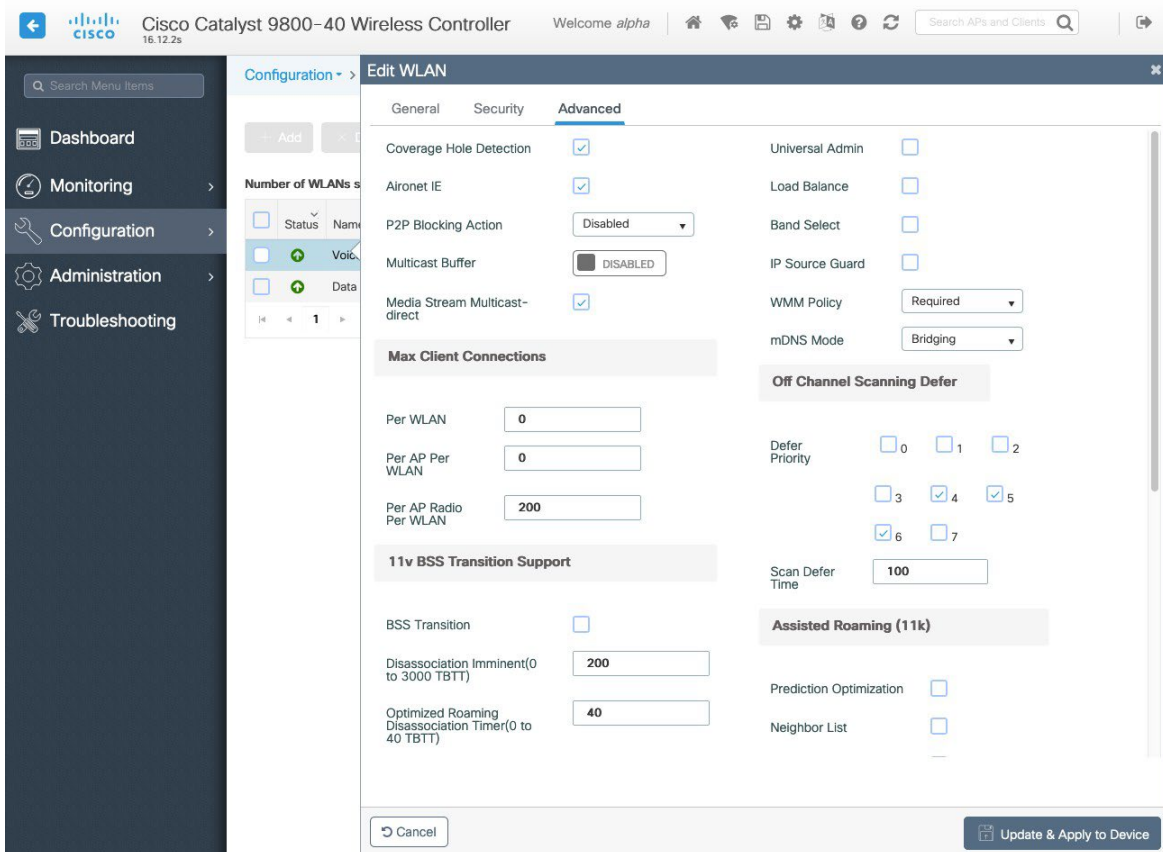 CISCO
Cisco Catalyst 9800-40 Wireless Controller
16.12.2s
Welcome alpha
Search APs and Clients
Search Menu Items
Dashboard
Monitoring
Configuration
Administration
Troubleshooting
Configuration >
+ Add
Number of WLANs s
Status
Data
1
Edit WLAN
General
Security
Advanced
Coverage Hole Detection
Aironet IE
P2P Blocking Action
Disabled
Multicast Buffer
DISABLED
Media Stream Multicast-
direct
Max Client Connections
Per WLAN
0
Per AP Per
WLAN
0
Per AP Radio
Per WLAN
200
11v BSS Transition Support
BSS Transition
Disassociation Imminent(0
to 3000 TBTT)
200
Optimized Roaming
Disassociation Timer(0 to
40 TBTT)
40
Universal Admin
Load Balance
Band Select
IP Source Guard
WMM Policy
Required
mDNS Mode
Bridging
Off Channel Scanning Defer
Defer
Priority
0
1
2
3
4
5
6
7
Scan Defer
Time
100
Assisted Roaming (11k)
Prediction Optimization
Neighbor List
Cancel
Update & Apply to Device